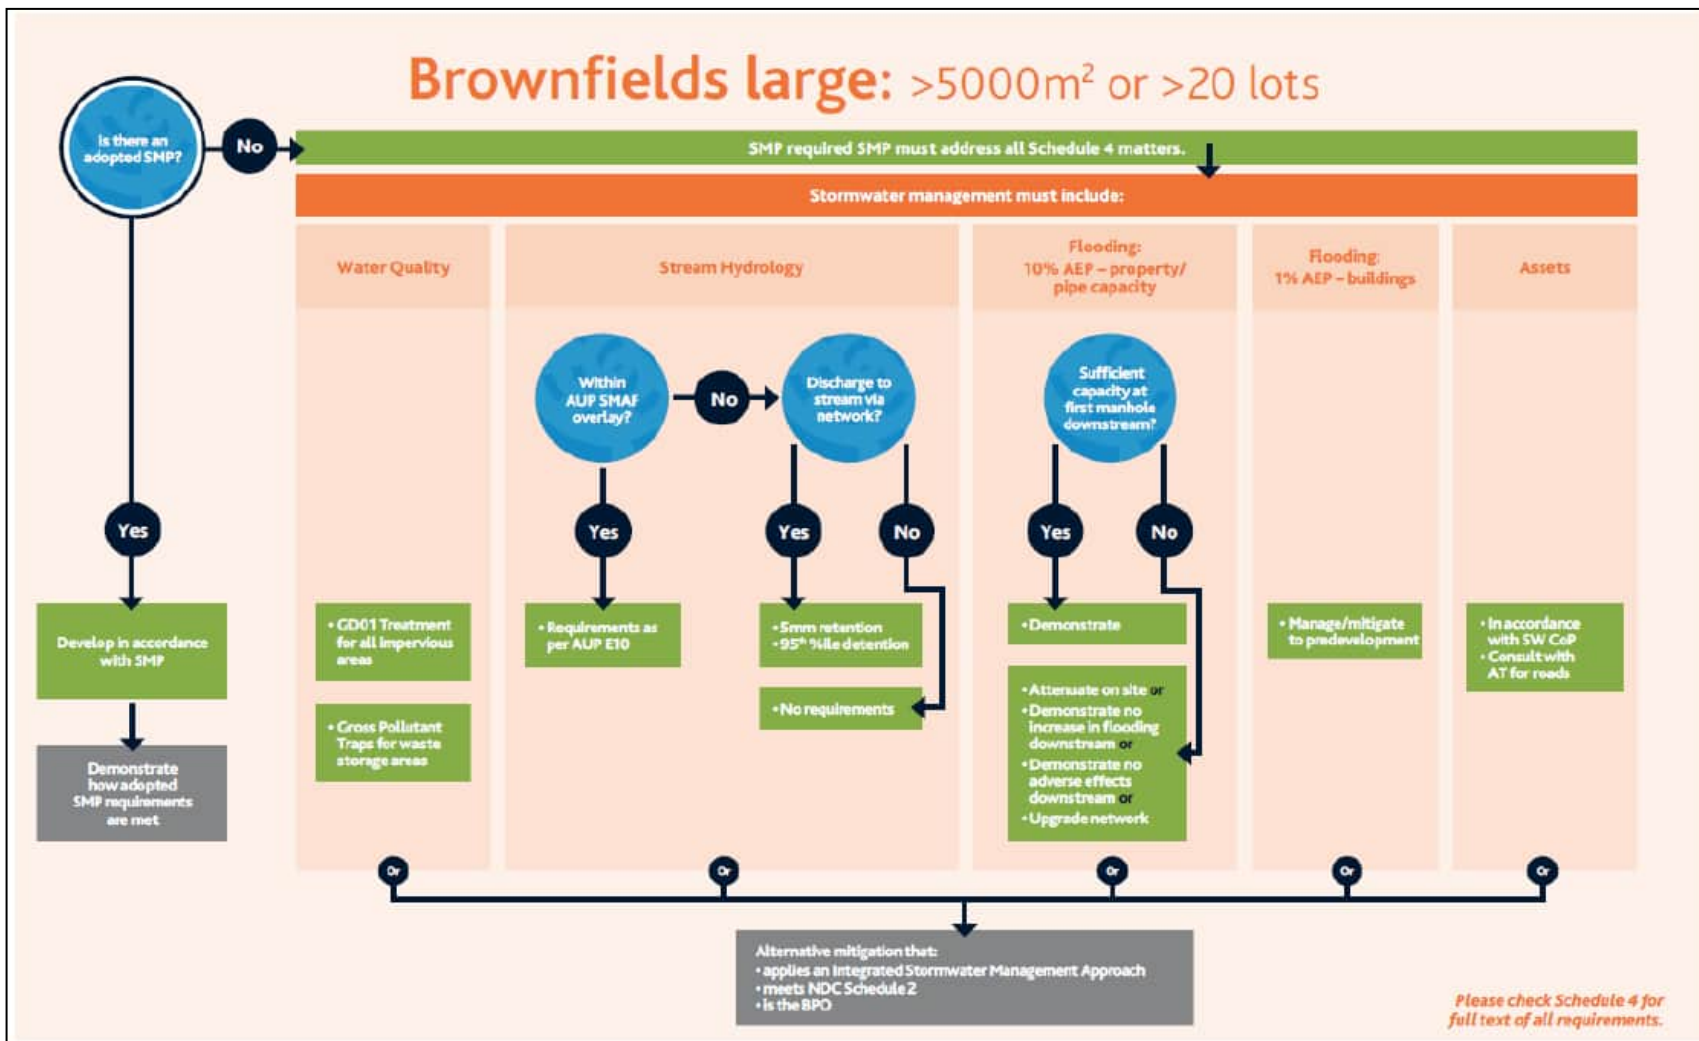 Brownfields large: >5000m² or >20 lots
Is there an
adopted SMP?
No
SMP required SMP must address all Schedule 4 matters.
Stormwater management must include:
Water Quality
Stream Hydrology
Flooding:
10% AEP – property/
pipe capacity
Flooding:
1% AEP – buildings
Assets
Within
AUP SMAF
overlay?
No
Discharge to
stream via
network?
Sufficient
capacity at
first manhole
downstream?
Yes
Yes
Yes
No
Yes
No
Develop in accordance
with SMP
Demonstrate
how adopted
SMP requirements
are met
• GD01 Treatment
for all impervious
areas
• Gross Pollutant
Traps for waste
storage areas
• Requirements as
per AUP E10
• 5mm retention
• 95th %ile detention
• No requirements
• Demonstrate
• Attenuate on site or
• Demonstrate no
increase in flooding
downstream or
• Demonstrate no
adverse effects
downstream or
• Upgrade network
• Manage/mitigate
to predevelopment
• In accordance
with SW CoP
• Consult with
AT for roads
Or
Or
Or
Or
Or
Alternative mitigation that:
• applies an Integrated Stormwater Management Approach
• meets NDC Schedule 2
• is the BPO
Please check Schedule 4 for
full text of all requirements.